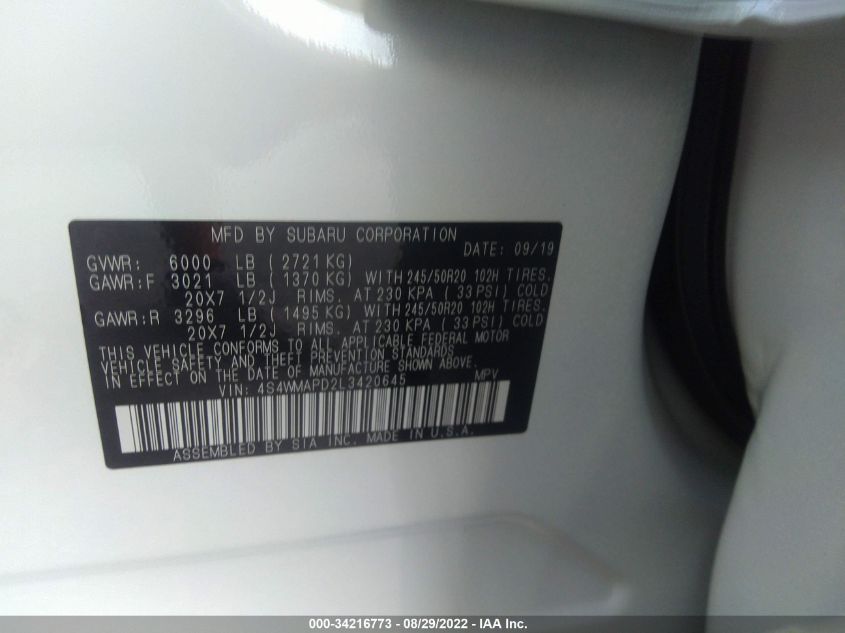 MFD BY SUBARU CORPORATION
DATE: 09/19
GVWR: 6000 LB (2721 KG)
GAWR:F 3021 LB (1370 KG) WITH 245/50R20 102H TIRES.
20X7 1/2J RIMS. AT 230 KPA (33 PSI) COLD
GAWR:R 3296 LB (1495 KG) WITH 245/50R20 102H TIRES.
20X7 1/2J RIMS. AT 230 KPA (33 PSI) COLD
THIS VEHICLE CONFORMS TO ALL APPLICABLE FEDERAL MOTOR
VEHICLE SAFETY AND THEFT PREVENTION STANDARDS
IN EFFECT ON THE DATE OF MANUFACTURE SHOWN ABOVE.
VIN: 4S4WMAPD2L3420645 MPV
ASSEMBLED BY SIA INC. MADE IN U.S.A.
000-34216773 - 08/29/2022 - IAA Inc.